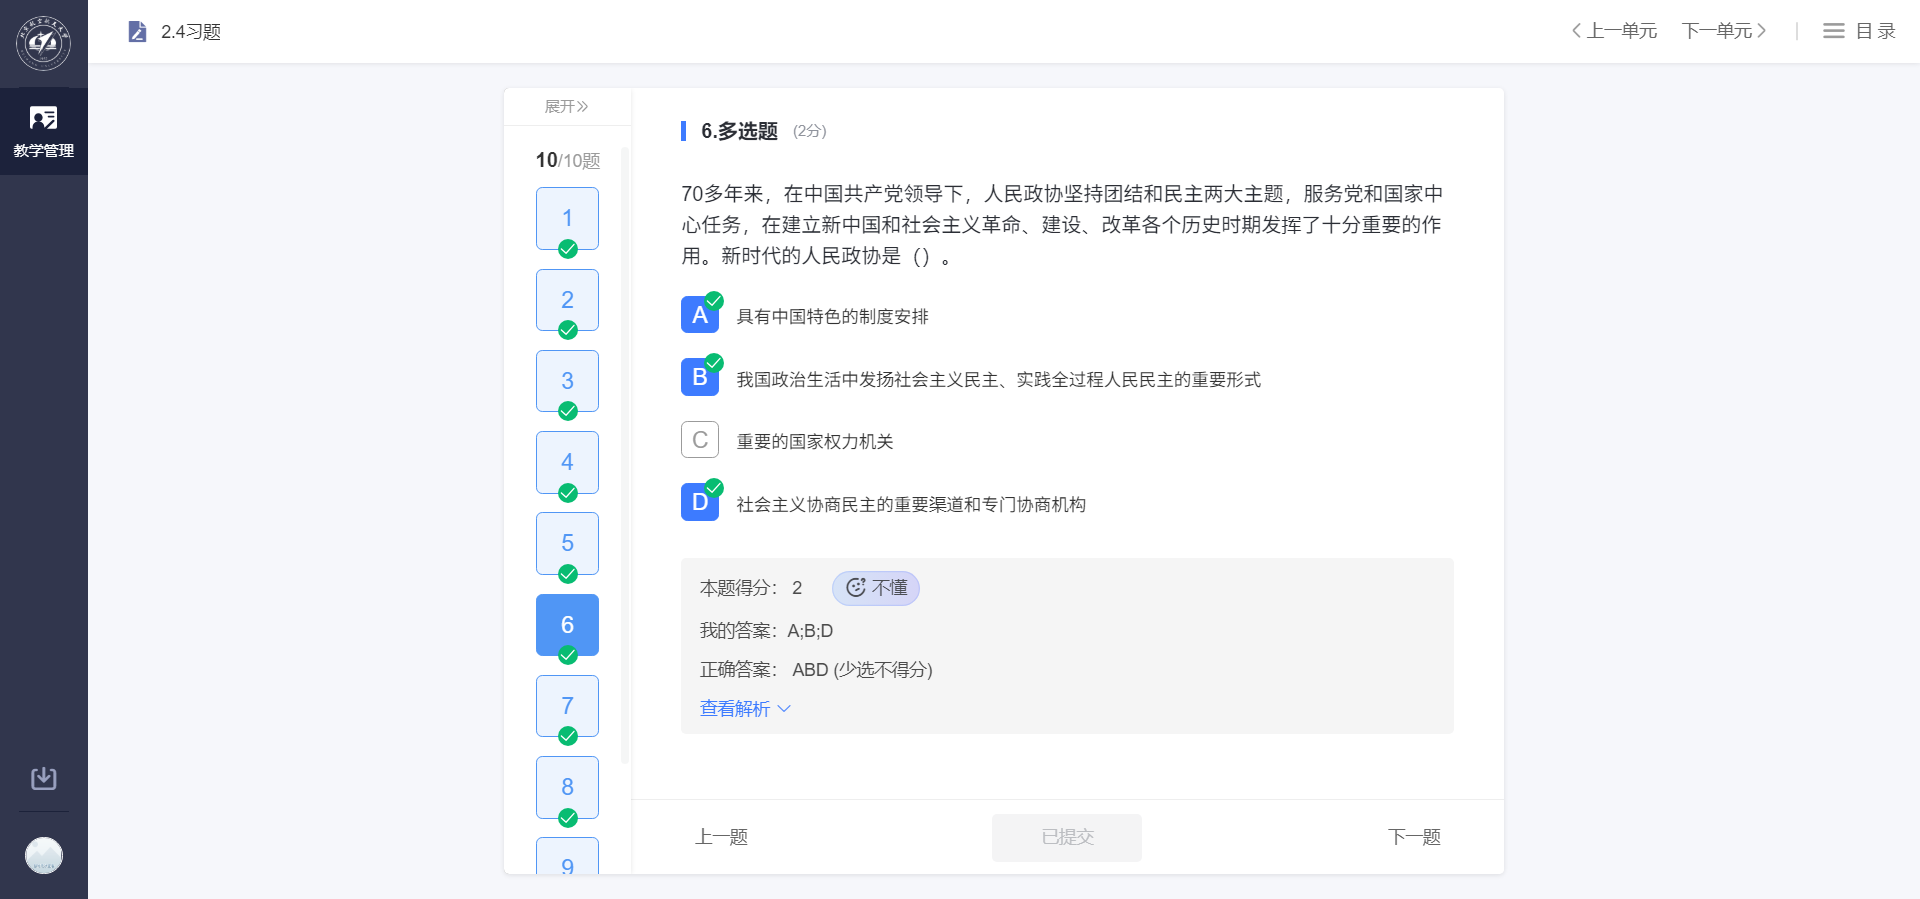 2.4习题
上一单元
下一单元
目录
教学管理
展开
10/10题
1
2
3
4
5
6
7
8
9
6.多选题 (2分)
70多年来，在中国共产党领导下，人民政协坚持团结和民主两大主题，服务党和国家中
心任务，在建立新中国和社会主义革命、建设、改革各个历史时期发挥了十分重要的作
用。新时代的人民政协是（）。
A 具有中国特色的制度安排
B 我国政治生活中发扬社会主义民主、实践全过程人民民主的重要形式
C 重要的国家权力机关
D 社会主义协商民主的重要渠道和专门协商机构
本题得分： 2 不懂
我的答案：A;B;D
正确答案： ABD (少选不得分)
查看解析
上一题
已提交
下一题